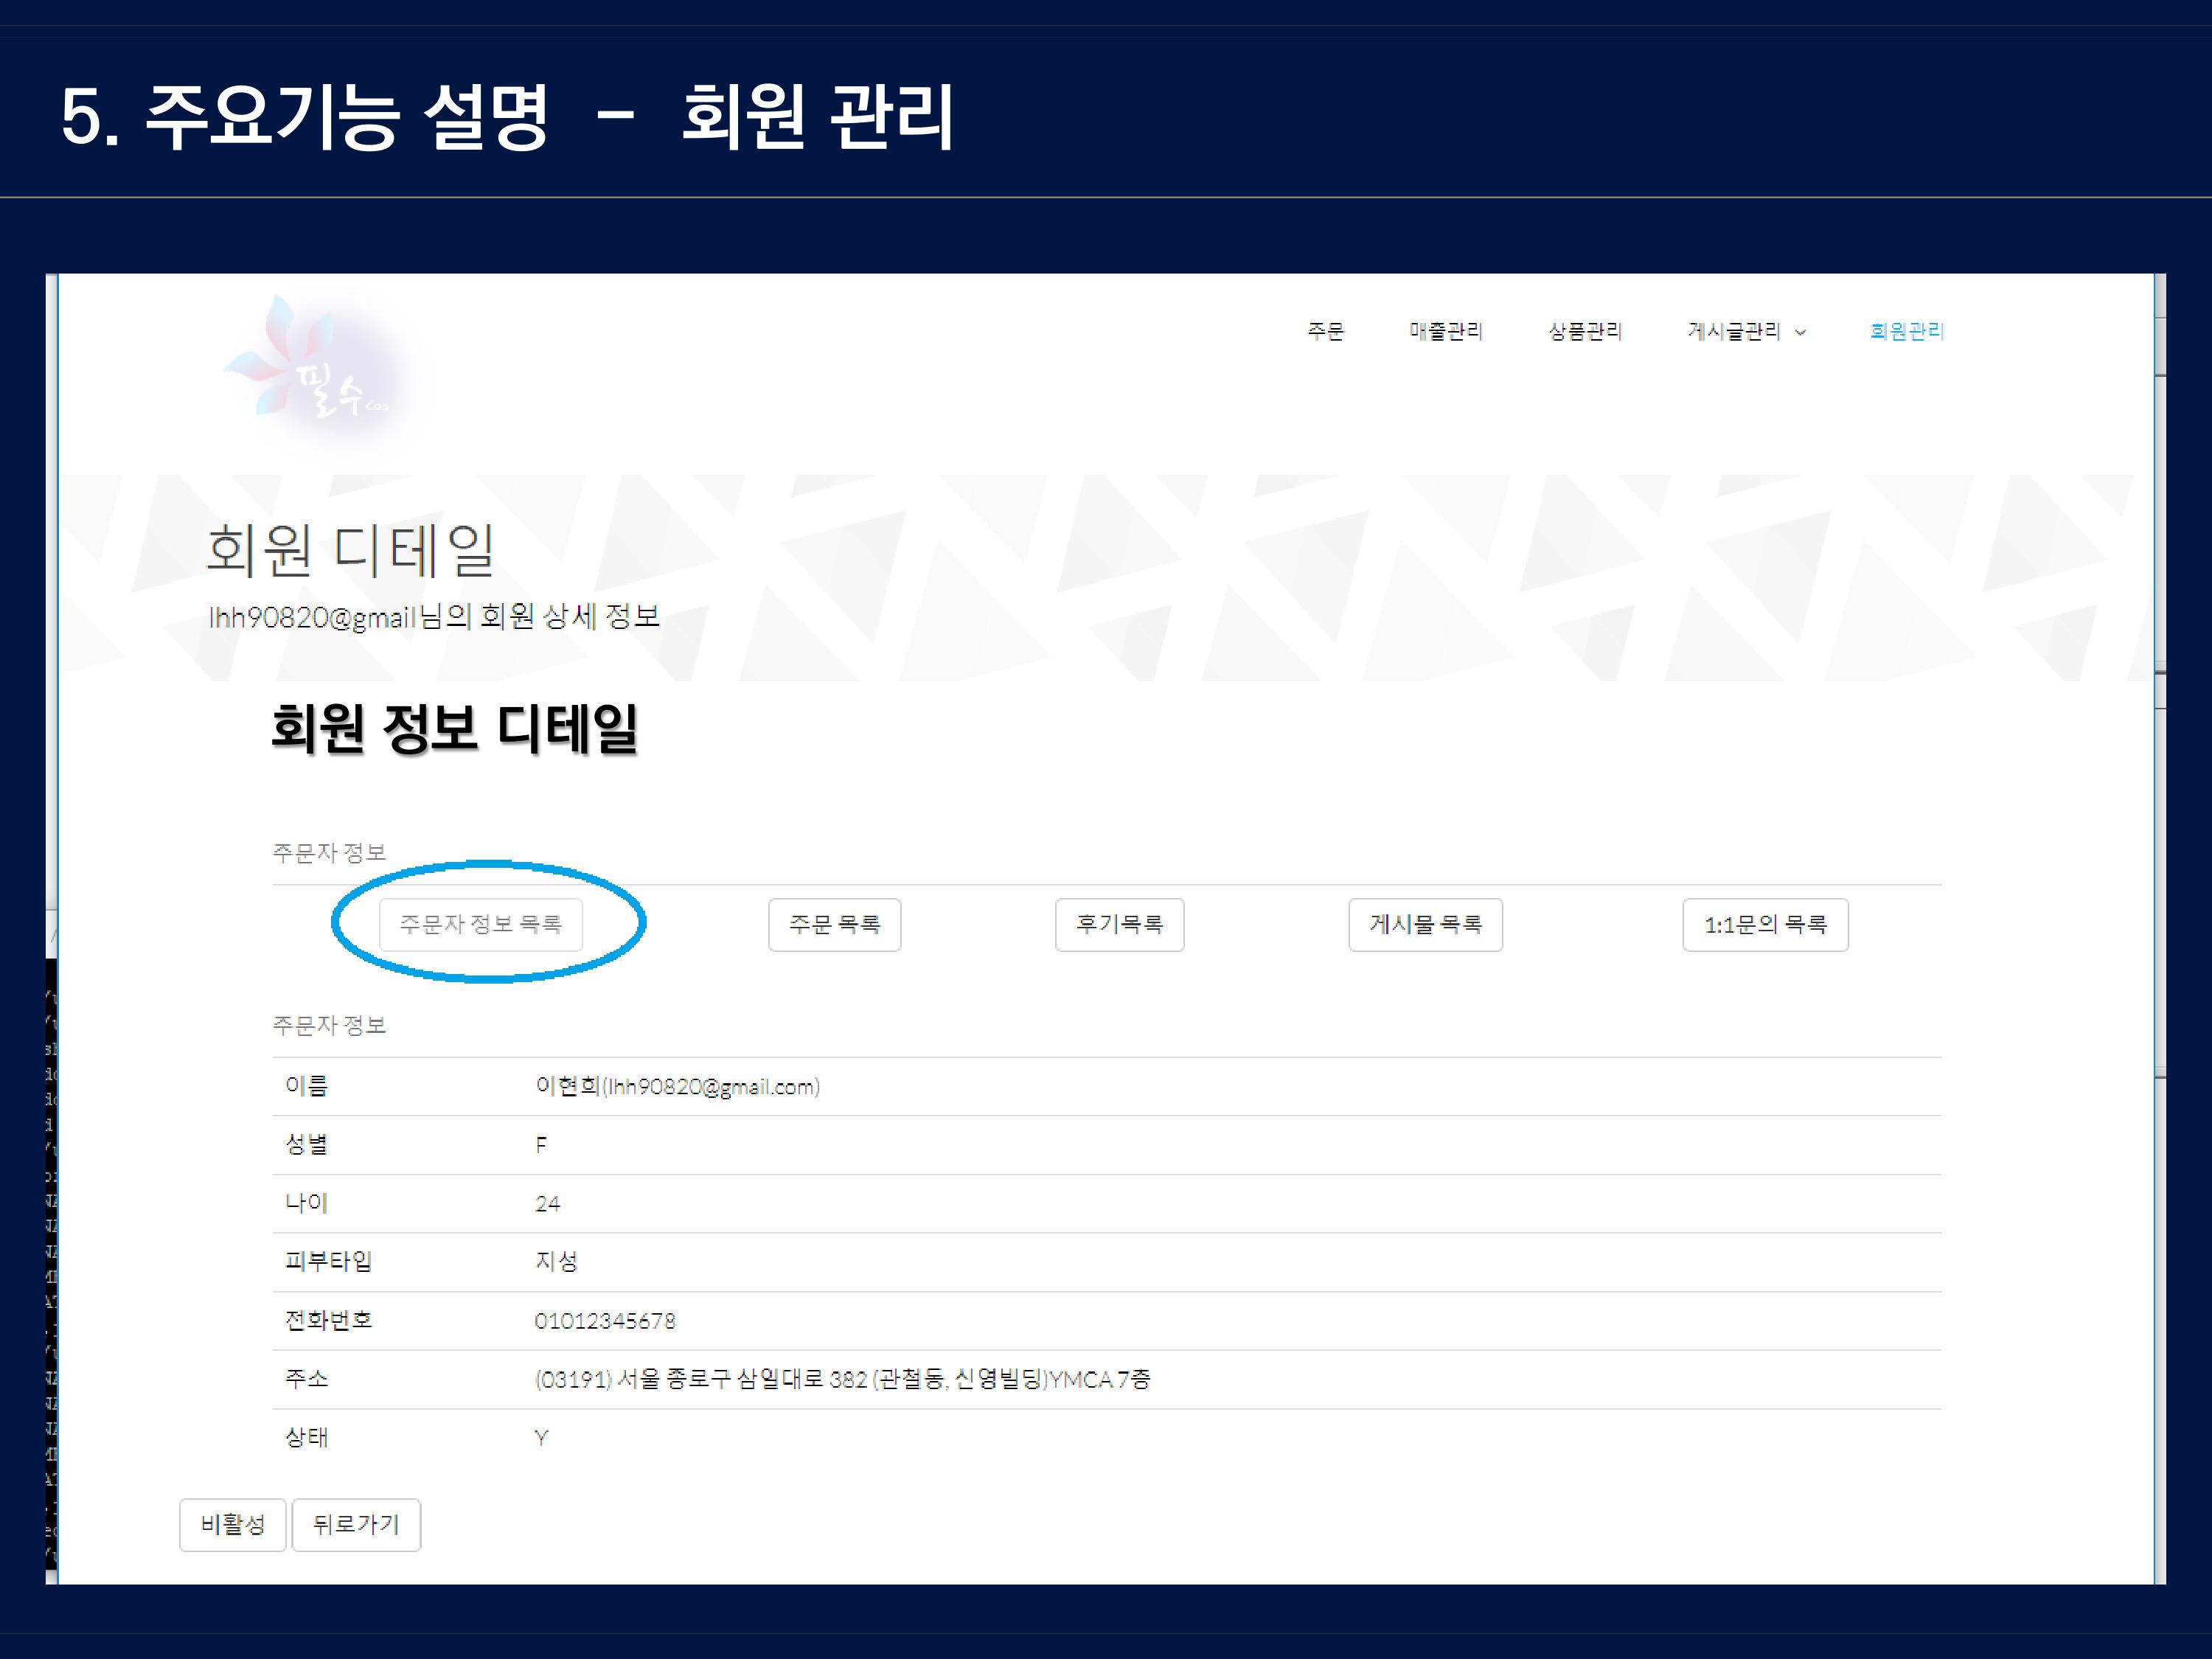 5. 주요기능 설명 - 회원 관리
필수 cos
주문 매출관리 상품관리 게시글관리 회원관리
회원 디테일
lhh90820@gmail님의 회원 상세 정보
회원 정보 디테일
주문자 정보
주문자 정보 목록 주문 목록 후기목록 게시물 목록 1:1문의 목록
주문자 정보
이름 이현희(lhh90820@gmail.com)
성별 F
나이 24
피부타입 지성
전화번호 01012345678
주소 (03191) 서울 종로구 삼일대로 382 (관철동, 신영빌딩)YMCA 7층
상태 Y
비활성 뒤로가기